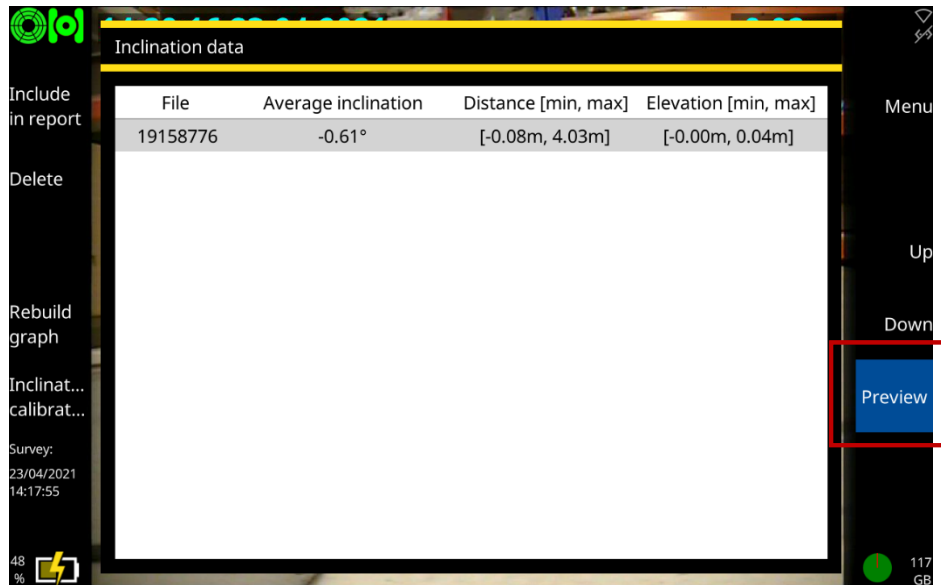 Inclination data
Include
in report
Delete
Rebuild
graph
Inclinat...
calibrat...
Survey:
23/04/2021
14:17:55
48
%
File Average inclination Distance [min, max] Elevation [min, max]
19158776 -0.61° [-0.08m, 4.03m] [-0.00m, 0.04m]
Menu
Up
Down
Preview
117
GB